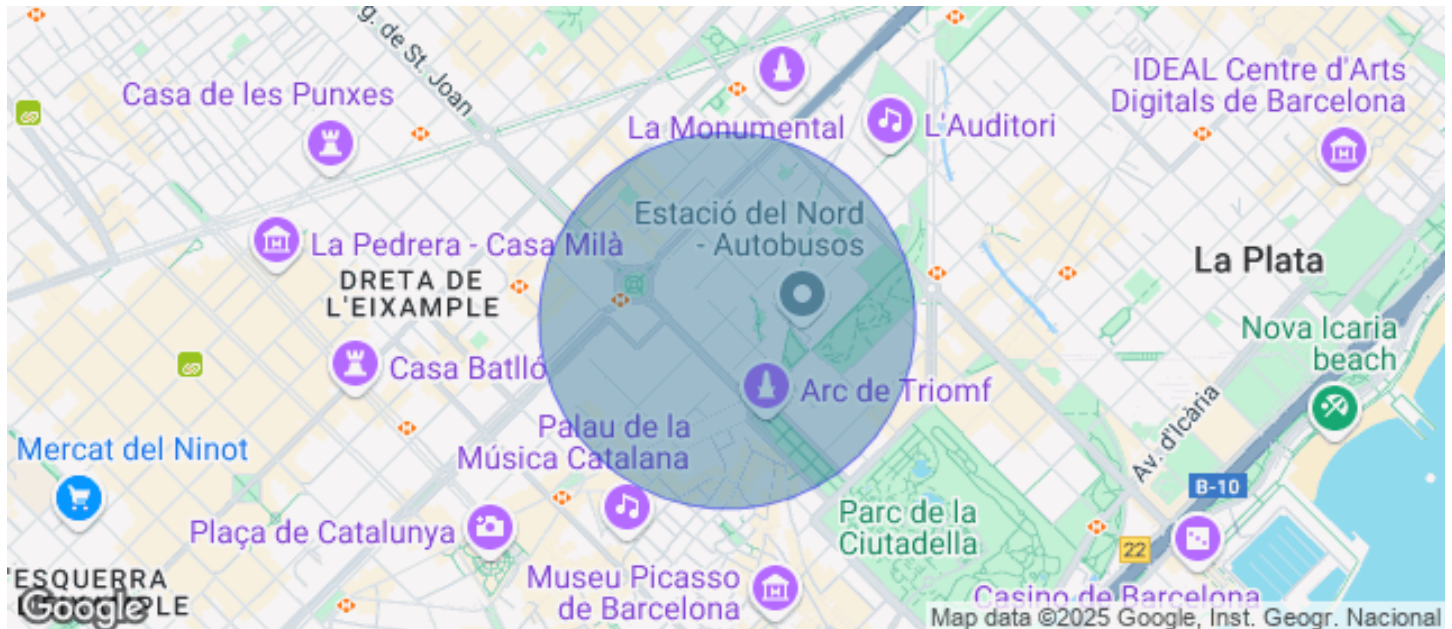 g. de St. Joan
Casa de les Punxes
La Monumental
L'Auditori
IDEAL Centre d'Arts
Digitals de Barcelona
La Pedrera - Casa Milà
Estació del Nord
- Autobusos
DRETA DE
L'EIXAMPLE
La Plata
Nova Icaria
beach
Casa Batlló
Arc de Triomf
Av. d'Icària
Mercat del Ninot
Palau de la
Música Catalana
B-10
Plaça de Catalunya
Parc de la
Ciutadella
22
'ESQUERRA
L'EIXAMPLE
Google
Museu Picasso
de Barcelona
Casino de Barcelona
Map data ©2025 Google, Inst. Geogr. Nacional